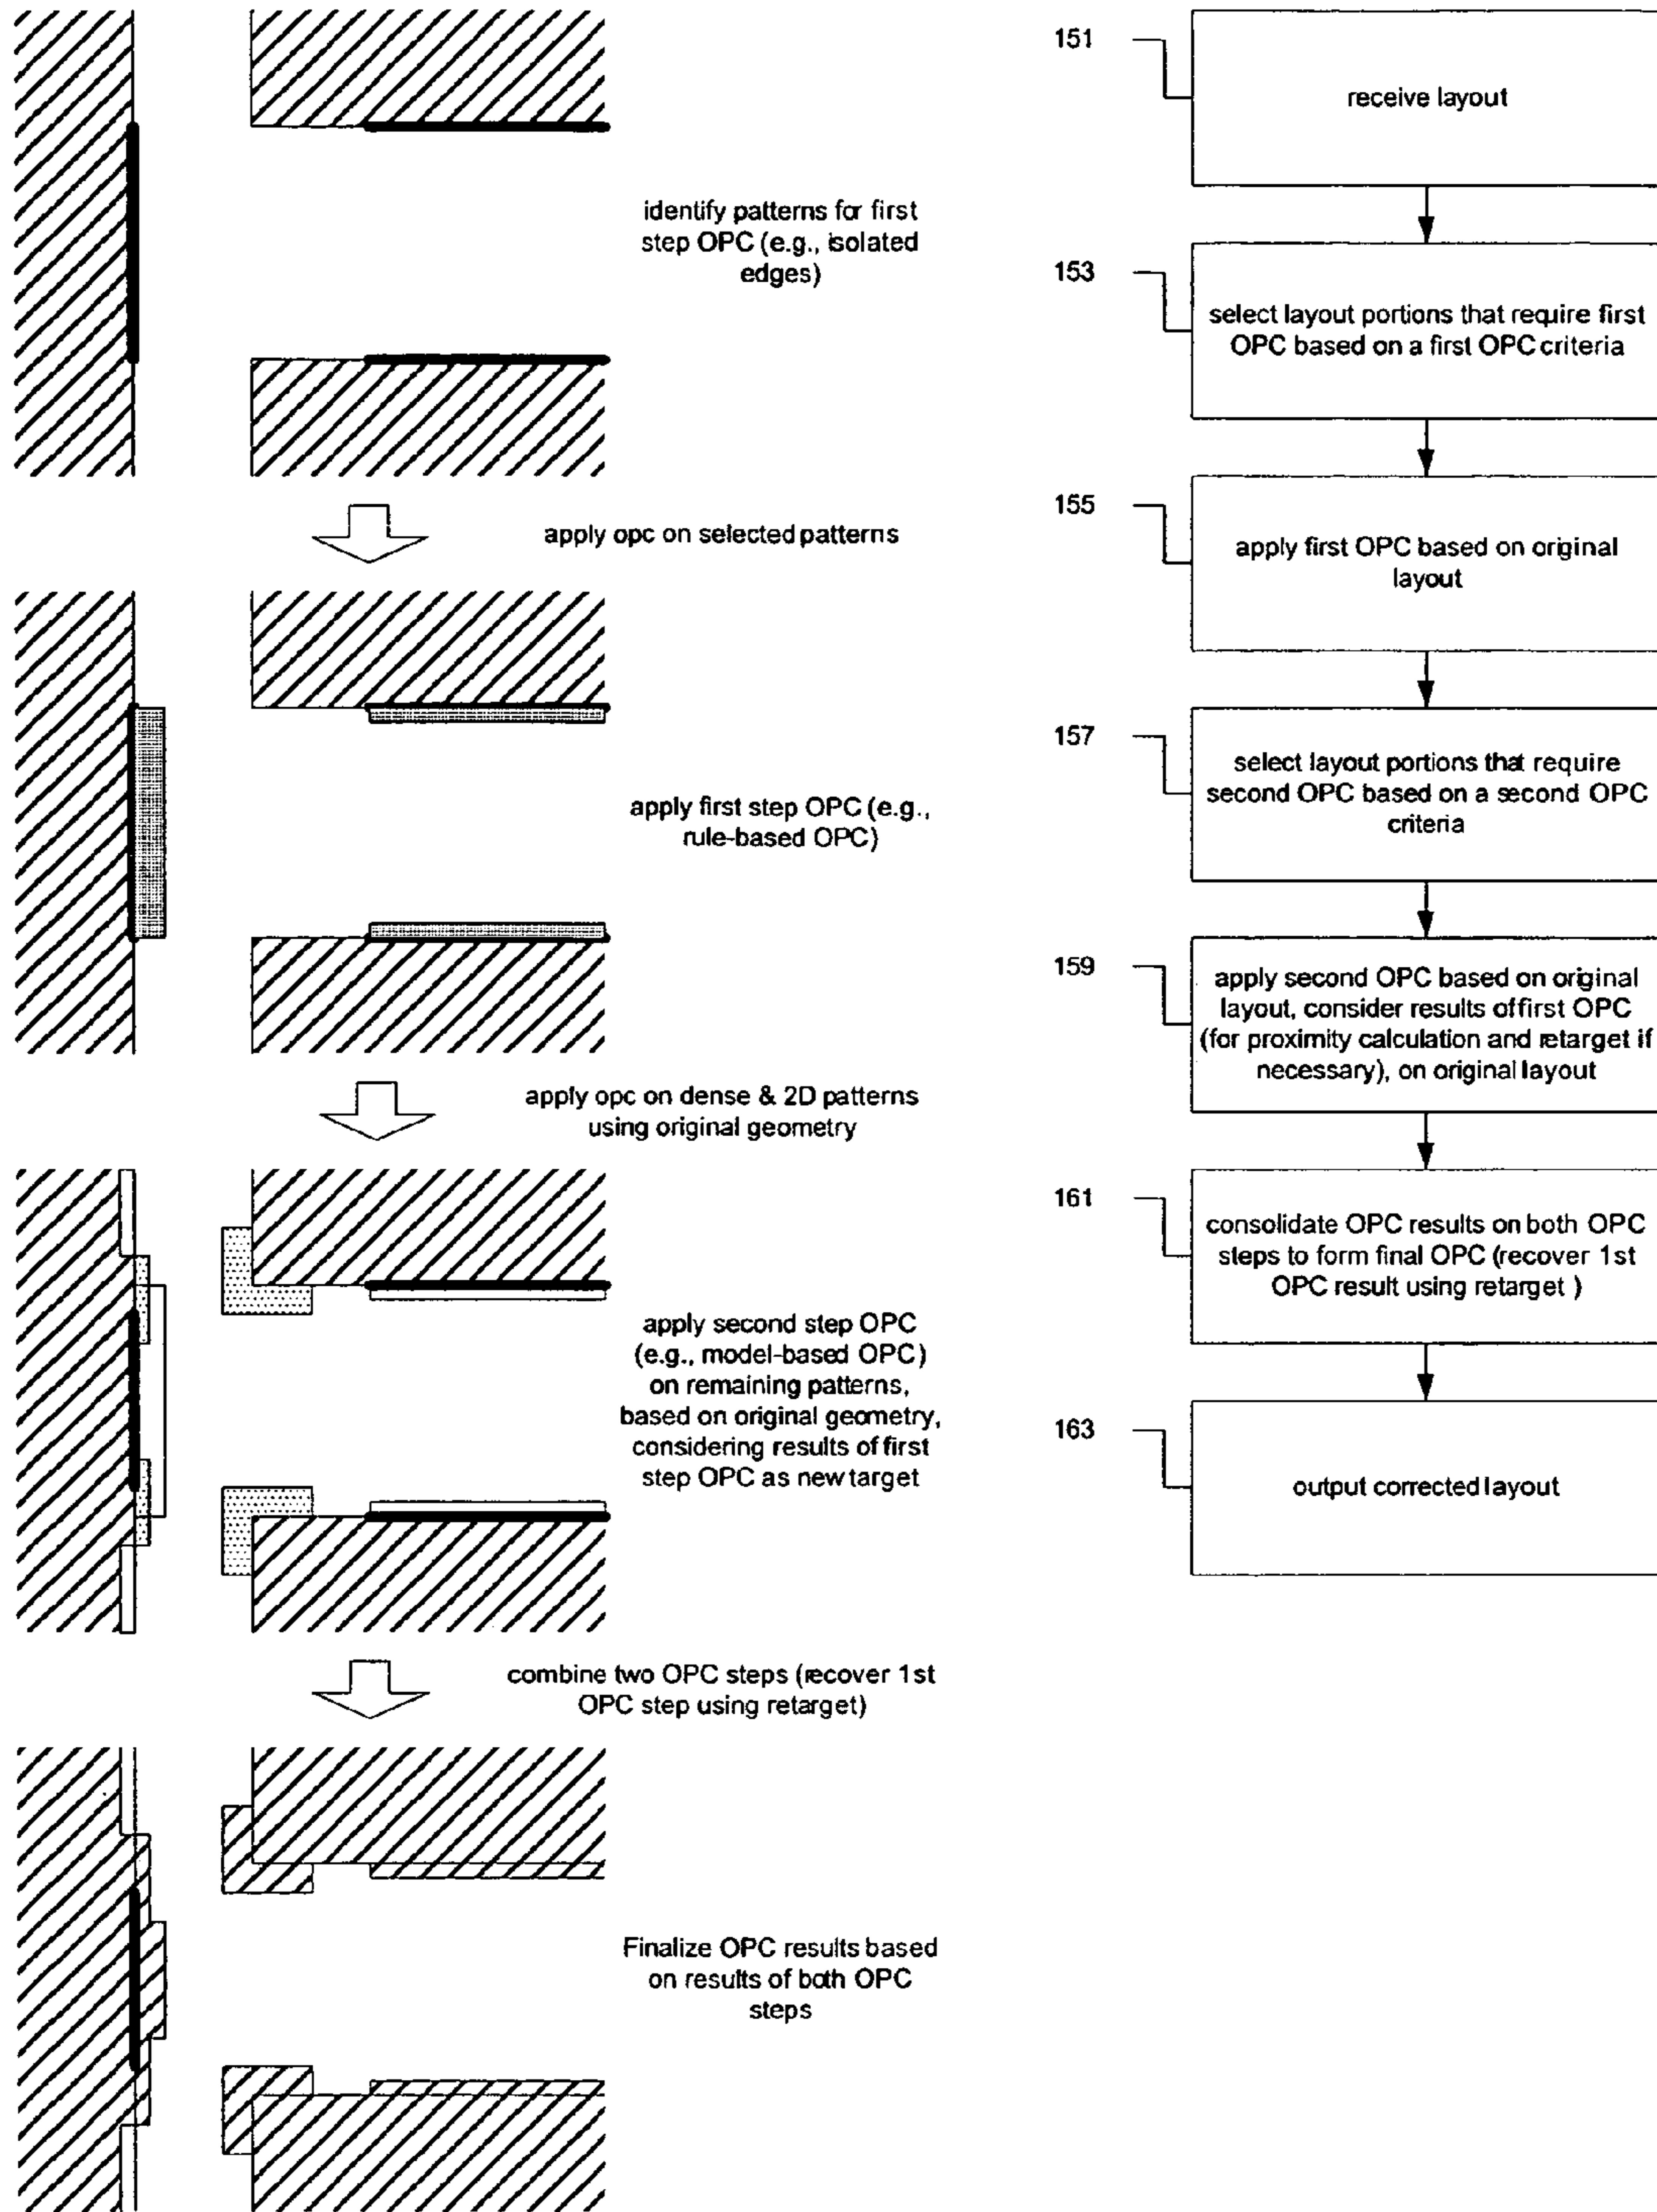 identify patterns for first
step OPC (e.g., isolated
edges)
apply opc on selected patterns
apply first step OPC (e.g.,
rule-based OPC)
apply opc on dense & 2D patterns
using original geometry
apply second step OPC
(e.g., model-based OPC)
on remaining patterns,
based on original geometry,
considering results of first
step OPC as new target
combine two OPC steps (recover 1st
OPC step using retarget)
Finalize OPC results based
on results of both OPC
steps
151
receive layout
153
select layout portions that require first
OPC based on a first OPC criteria
155
apply first OPC based on original
layout
157
select layout portions that require
second OPC based on a second OPC
criteria
159
apply second OPC based on original
layout, consider results of first OPC
(for proximity calculation and retarget if
necessary), on original layout
161
consolidate OPC results on both OPC
steps to form final OPC (recover 1st
OPC result using retarget )
163
output corrected layout